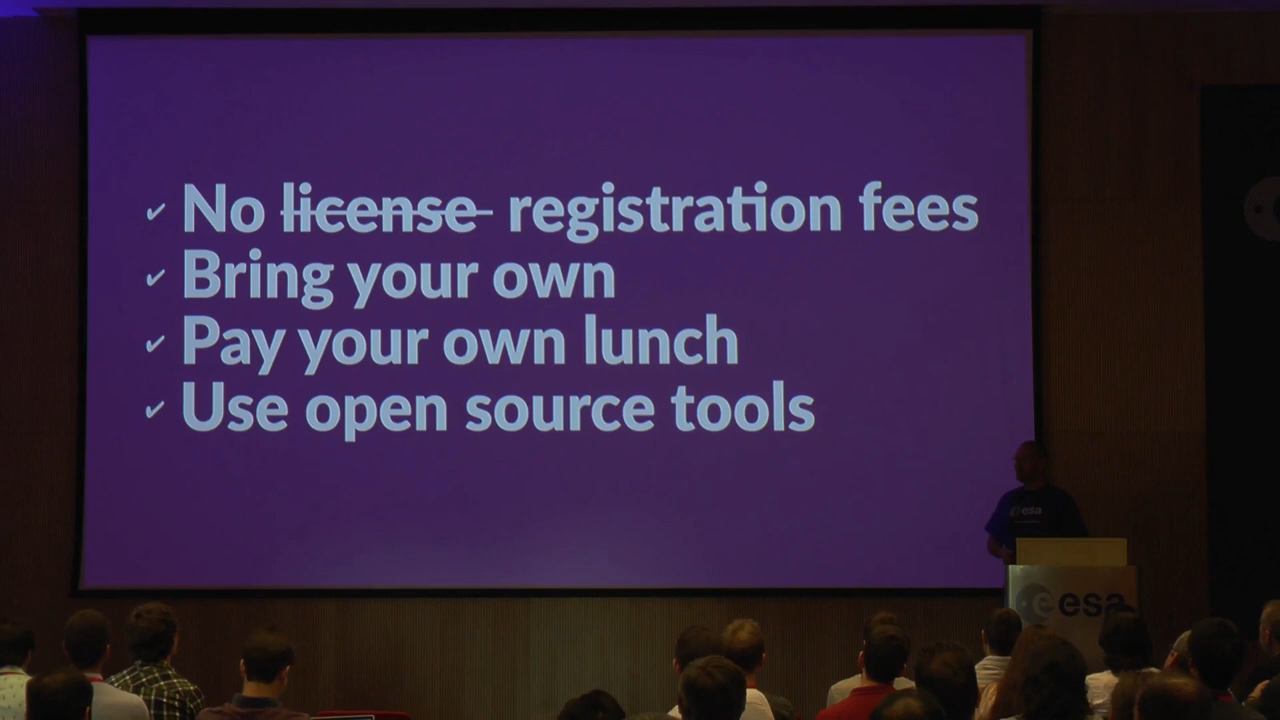 ✓ No ~~license~~ registration fees
✓ Bring your own
✓ Pay your own lunch
✓ Use open source tools
esa
esa